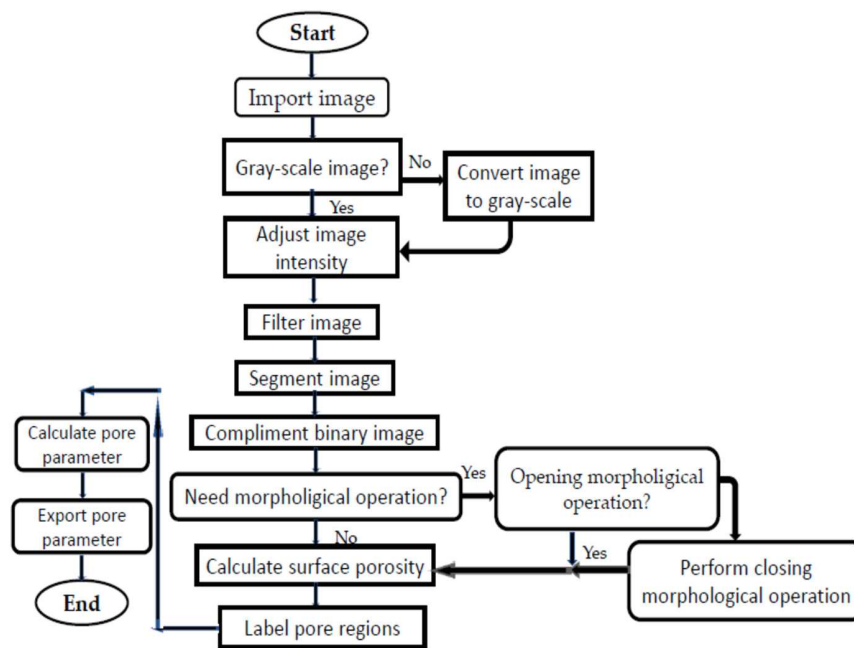 Start
Import image
Gray-scale image?
No
Convert image
to gray-scale
Yes
Adjust image
intensity
Filter image
Segment image
Compliment binary image
Need morpholigical operation?
Yes
Opening morpholigical
operation?
No
Yes
Calculate surface porosity
Perform closing
morphological operation
Label pore regions
Calculate pore
parameter
Export pore
parameter
End